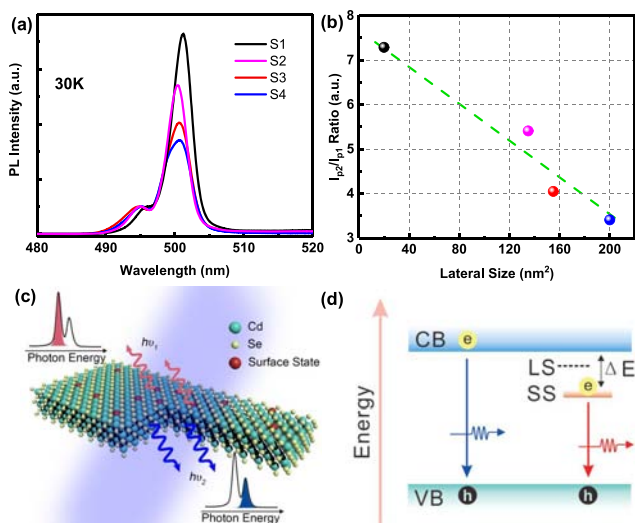 (a)
30K
S1
S2
S3
S4
PL Intensity (a.u.)
480 490 500 510 520
Wavelength (nm)
(b)
8
7
6
5
4
3
I_p2/I_p1 Ratio (a.u.)
0 40 80 120 160 200
Lateral Size (nm²)
(c)
Photon Energy
hυ₁
Cd
Se
Surface State
hυ₂
Photon Energy
(d)
Energy
CB
e
LS
ΔE
e
SS
VB
h
h